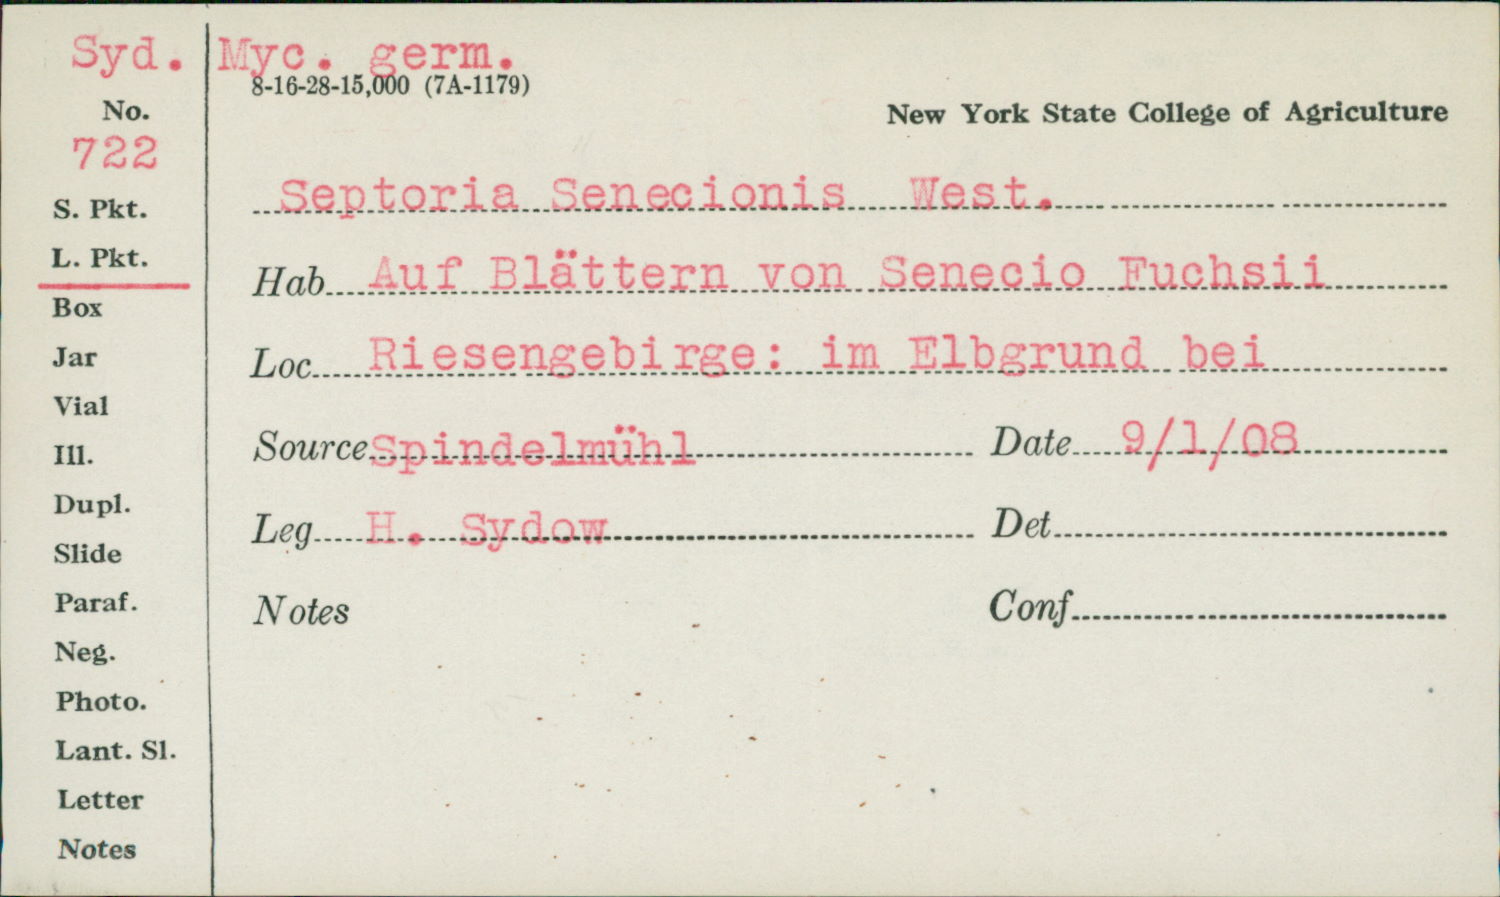 Syd. Myc. germ.
8-16-28-15,000 (7A-1179)
No.
New York State College of Agriculture
722
Septoria Senecionis West.
S. Pkt.
L. Pkt.
Hab Auf Blättern von Senecio Fuchsii
Box
Jar
Loc Riesengebirge: im Elbgrund bei
Vial
Ill.
Source Spindelmühl Date 9/1/08
Dupl.
Leg H. Sydow Det
Slide
Paraf.
Notes Conf
Neg.
Photo.
Lant. Sl.
Letter
Notes